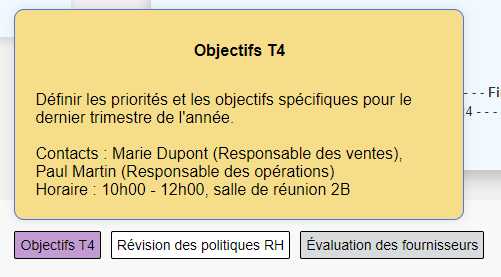 Objectifs T4
Définir les priorités et les objectifs spécifiques pour le
dernier trimestre de l'année.
Contacts : Marie Dupont (Responsable des ventes),
Paul Martin (Responsable des opérations)
Horaire : 10h00 - 12h00, salle de réunion 2B
- - - Fi
4 - - -
Objectifs T4
Révision des politiques RH
Évaluation des fournisseurs